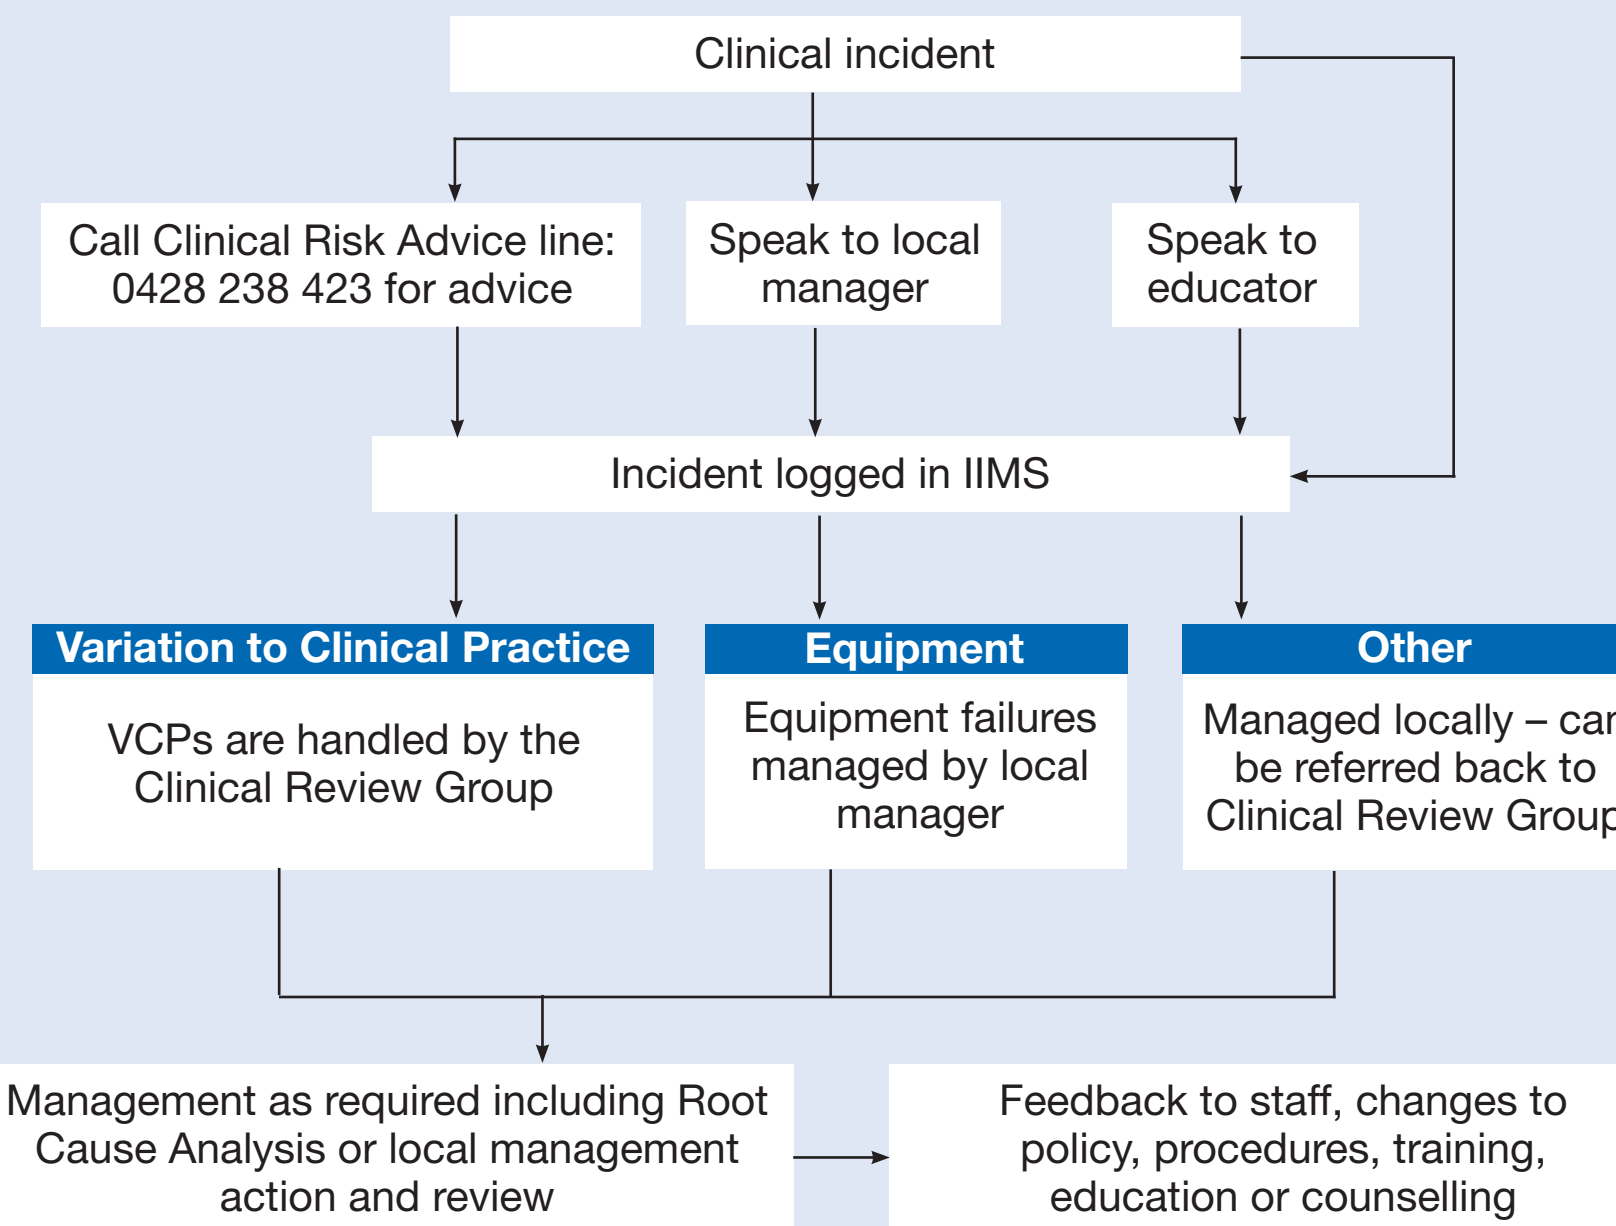 Clinical incident
Call Clinical Risk Advice line:
0428 238 423 for advice
Speak to local
manager
Speak to
educator
Incident logged in IIMS
Variation to Clinical Practice
VCPs are handled by the
Clinical Review Group
Equipment
Equipment failures
managed by local
manager
Other
Managed locally – can
be referred back to
Clinical Review Group
Management as required including Root
Cause Analysis or local management
action and review
Feedback to staff, changes to
policy, procedures, training,
education or counselling